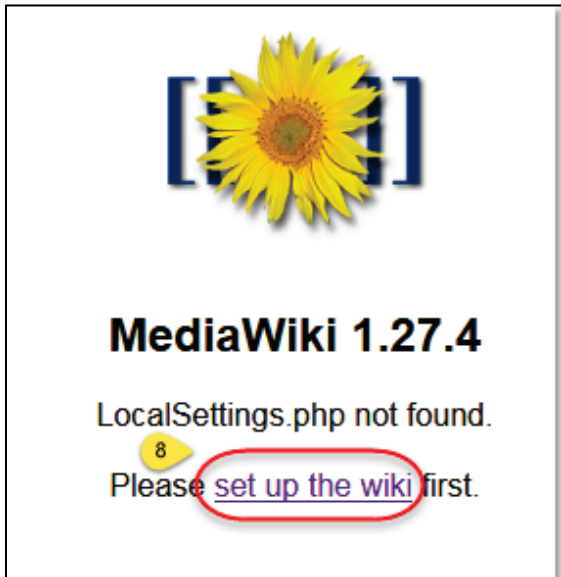 MediaWiki 1.27.4
LocalSettings.php not found.
8
Please set up the wiki first.